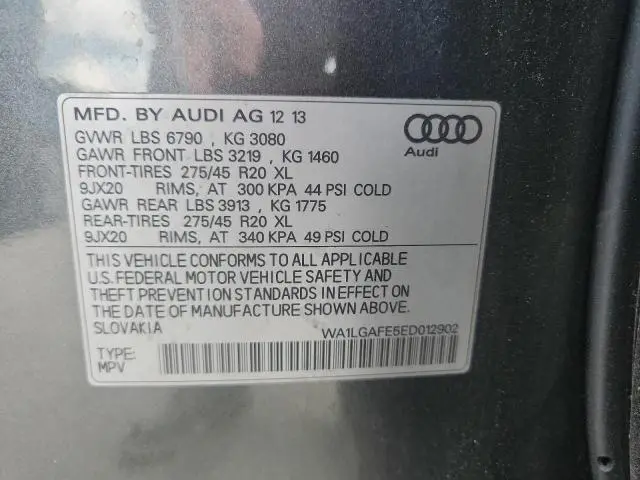 MFD. BY AUDI AG 12 13
GVWR LBS 6790 , KG 3080
GAWR FRONT LBS 3219 , KG 1460
FRONT-TIRES 275/45 R20 XL
9JX20 RIMS, AT 300 KPA 44 PSI COLD
GAWR REAR LBS 3913 , KG 1775
REAR-TIRES 275/45 R20 XL
9JX20 RIMS, AT 340 KPA 49 PSI COLD
Audi
THIS VEHICLE CONFORMS TO ALL APPLICABLE
U.S. FEDERAL MOTOR VEHICLE SAFETY AND
THEFT PREVENTION STANDARDS IN EFFECT ON
THE DATE OF MANUFACTURE SHOWN ABOVE.
SLOVAKIA WA1LGAFE5ED012902
TYPE:
MPV